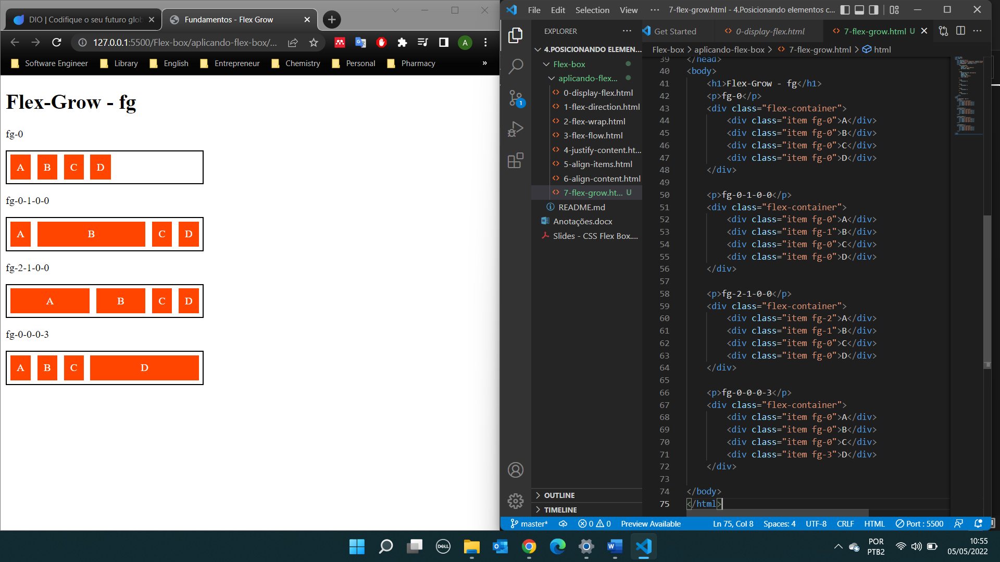 DIO | Codifique o seu futuro glob
Fundamentos - Flex Grow
127.0.0.1:5500/Flex-box/aplicando-flex-box/...
A
Software Engineer
Library
English
Entrepreneur
Chemistry
Personal
Pharmacy
»
Flex-Grow - fg
fg-0
A B C D
fg-0-1-0-0
A B C D
fg-2-1-0-0
A B C D
fg-0-0-0-3
A B C D
File Edit Selection View ··· 7-flex-grow.html - 4.Posicionando elementos c...
EXPLORER ···
4.POSICIONANDO ELEMEN...
Flex-box
aplicando-flex...
0-display-flex.html
1-flex-direction.html
2-flex-wrap.html
3-flex-flow.html
4-justify-content.ht...
5-align-items.html
6-align-content.html
7-flex-grow.ht... U
README.md
Anotações.docx
Slides - CSS Flex Box....
OUTLINE
TIMELINE
1
Get Started
0-display-flex.html
7-flex-grow.html U
Flex-box > aplicando-flex-box > 7-flex-grow.html > html
39 </head>
40 <body>
41 <h1>Flex-Grow - fg</h1>
42 <p>fg-0</p>
43 <div class="flex-container">
44 <div class="item fg-0">A</div>
45 <div class="item fg-0">B</div>
46 <div class="item fg-0">C</div>
47 <div class="item fg-0">D</div>
48 </div>
49
50 <p>fg-0-1-0-0</p>
51 <div class="flex-container">
52 <div class="item fg-0">A</div>
53 <div class="item fg-1">B</div>
54 <div class="item fg-0">C</div>
55 <div class="item fg-0">D</div>
56 </div>
57
58 <p>fg-2-1-0-0</p>
59 <div class="flex-container">
60 <div class="item fg-2">A</div>
61 <div class="item fg-1">B</div>
62 <div class="item fg-0">C</div>
63 <div class="item fg-0">D</div>
64 </div>
65
66 <p>fg-0-0-0-3</p>
67 <div class="flex-container">
68 <div class="item fg-0">A</div>
69 <div class="item fg-0">B</div>
70 <div class="item fg-0">C</div>
71 <div class="item fg-3">D</div>
72 </div>
73
74 </body>
75 </html>
master* 0 0 Preview Available Ln 75, Col 8 Spaces: 4 UTF-8 CRLF HTML Port : 5500
DELL
POR
PTB2
10:55
05/05/2022